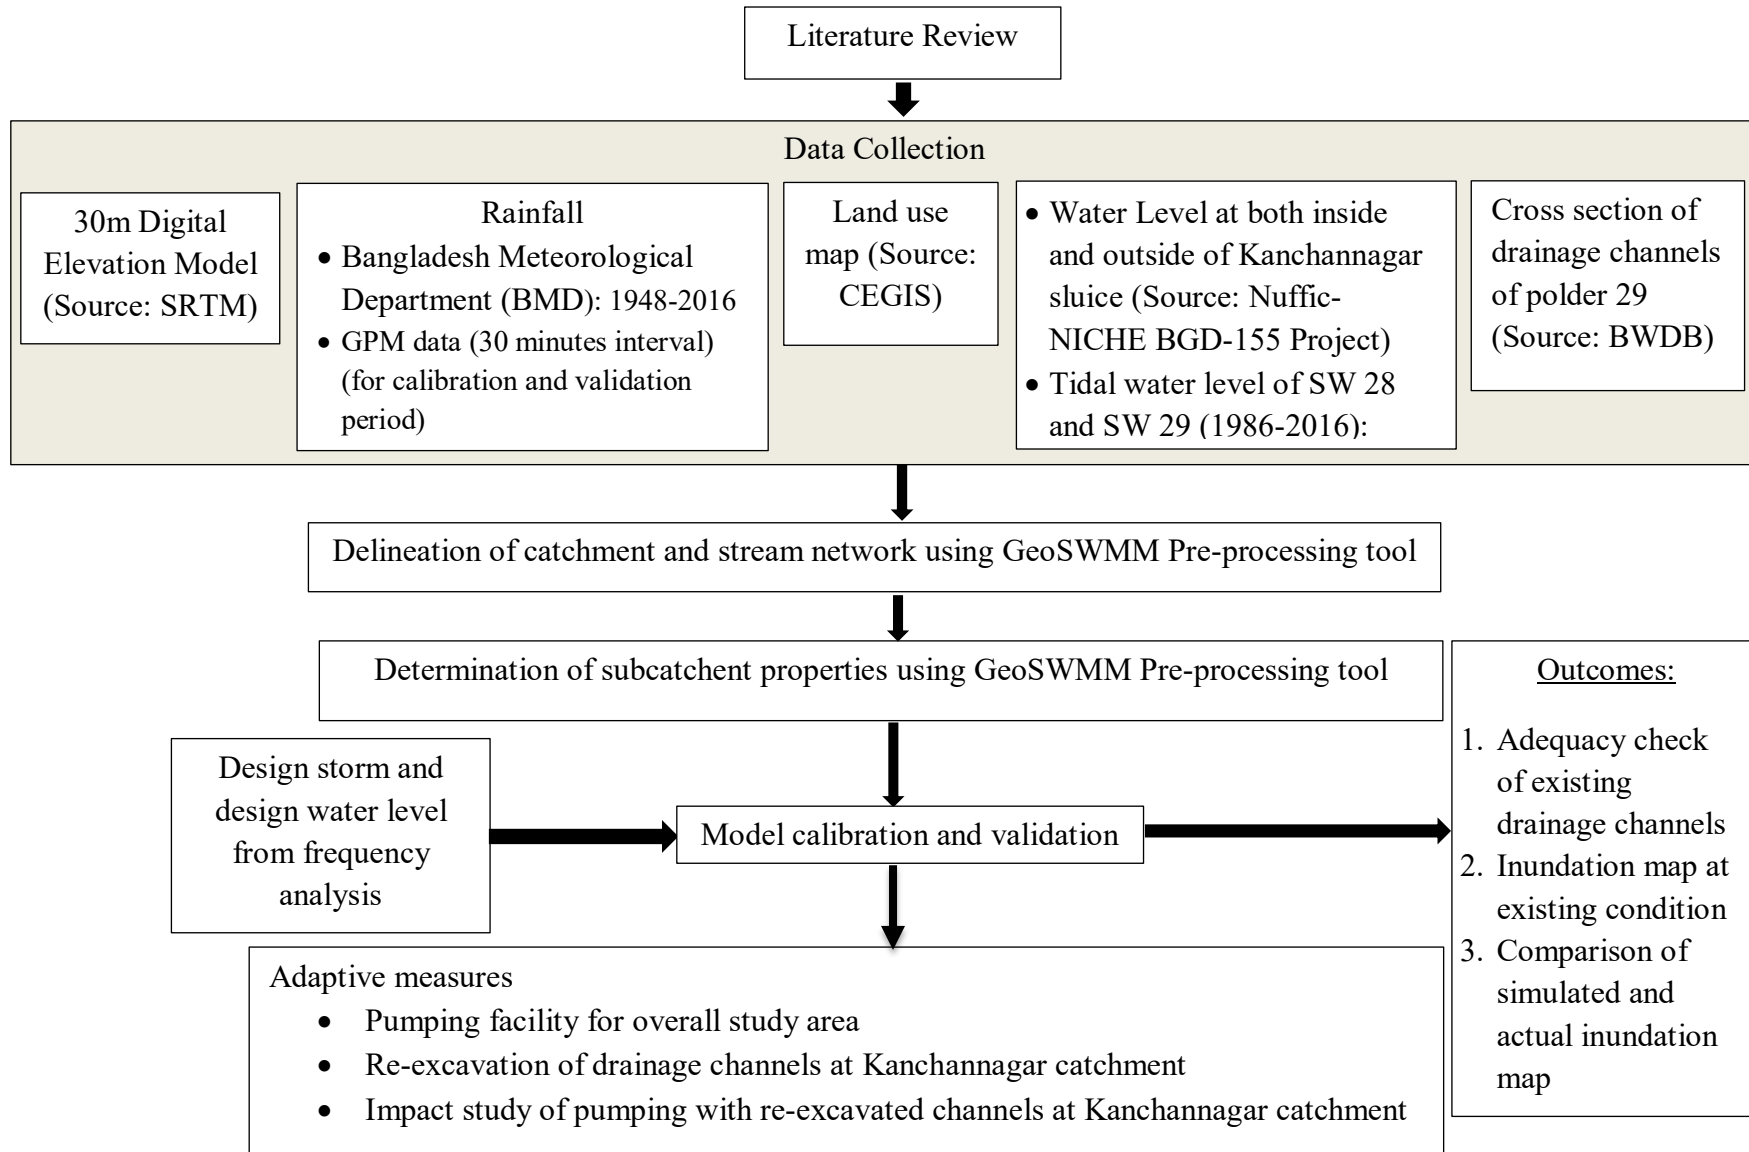 Literature Review
Data Collection
30m Digital
Elevation Model
(Source: SRTM)
Rainfall
• Bangladesh Meteorological
Department (BMD): 1948-2016
• GPM data (30 minutes interval)
(for calibration and validation
period)
Land use
map (Source:
CEGIS)
• Water Level at both inside
and outside of Kanchannagar
sluice (Source: Nuffic-
NICHE BGD-155 Project)
• Tidal water level of SW 28
and SW 29 (1986-2016):
Cross section of
drainage channels
of polder 29
(Source: BWDB)
Delineation of catchment and stream network using GeoSWMM Pre-processing tool
Determination of subcatchent properties using GeoSWMM Pre-processing tool
Design storm and
design water level
from frequency
analysis
Model calibration and validation
Outcomes:
1. Adequacy check
of existing
drainage channels
2. Inundation map at
existing condition
3. Comparison of
simulated and
actual inundation
map
Adaptive measures
• Pumping facility for overall study area
• Re-excavation of drainage channels at Kanchannagar catchment
• Impact study of pumping with re-excavated channels at Kanchannagar catchment